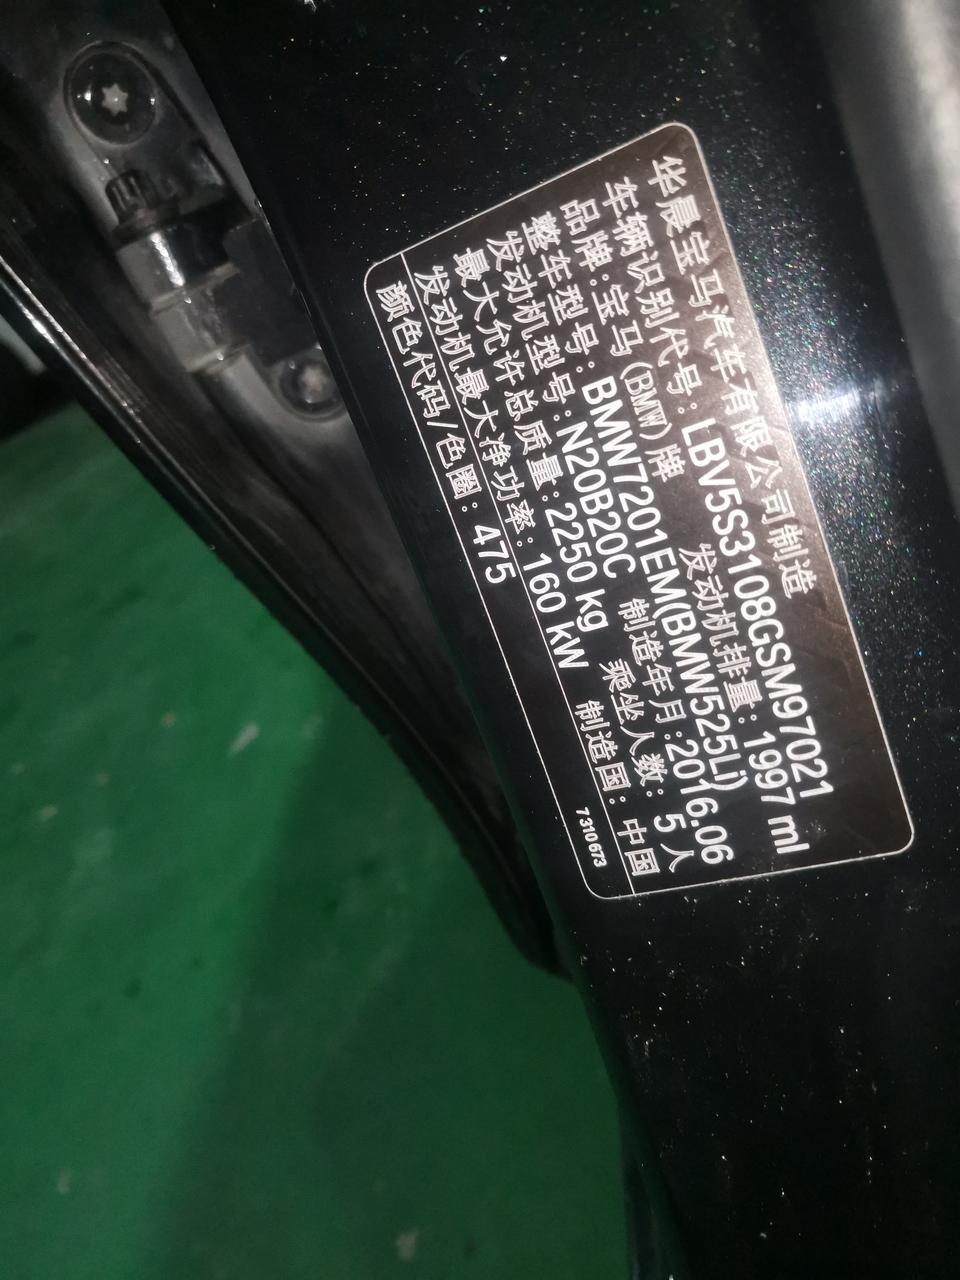 华晨宝马汽车有限公司制造
车辆识别代号：LBV5S3108GSM97021
品牌：宝马（BMW）牌 发动机排量：1997 ml
整车型号：BMW7201EM(BMW525Li)
发动机型号：N20B20C 制造年月：2016.06
最大允许总质量：2250 kg 乘坐人数：5人
发动机最大净功率：160 kW 制造国：中国
颜色代码/色圈：475 7 310 673